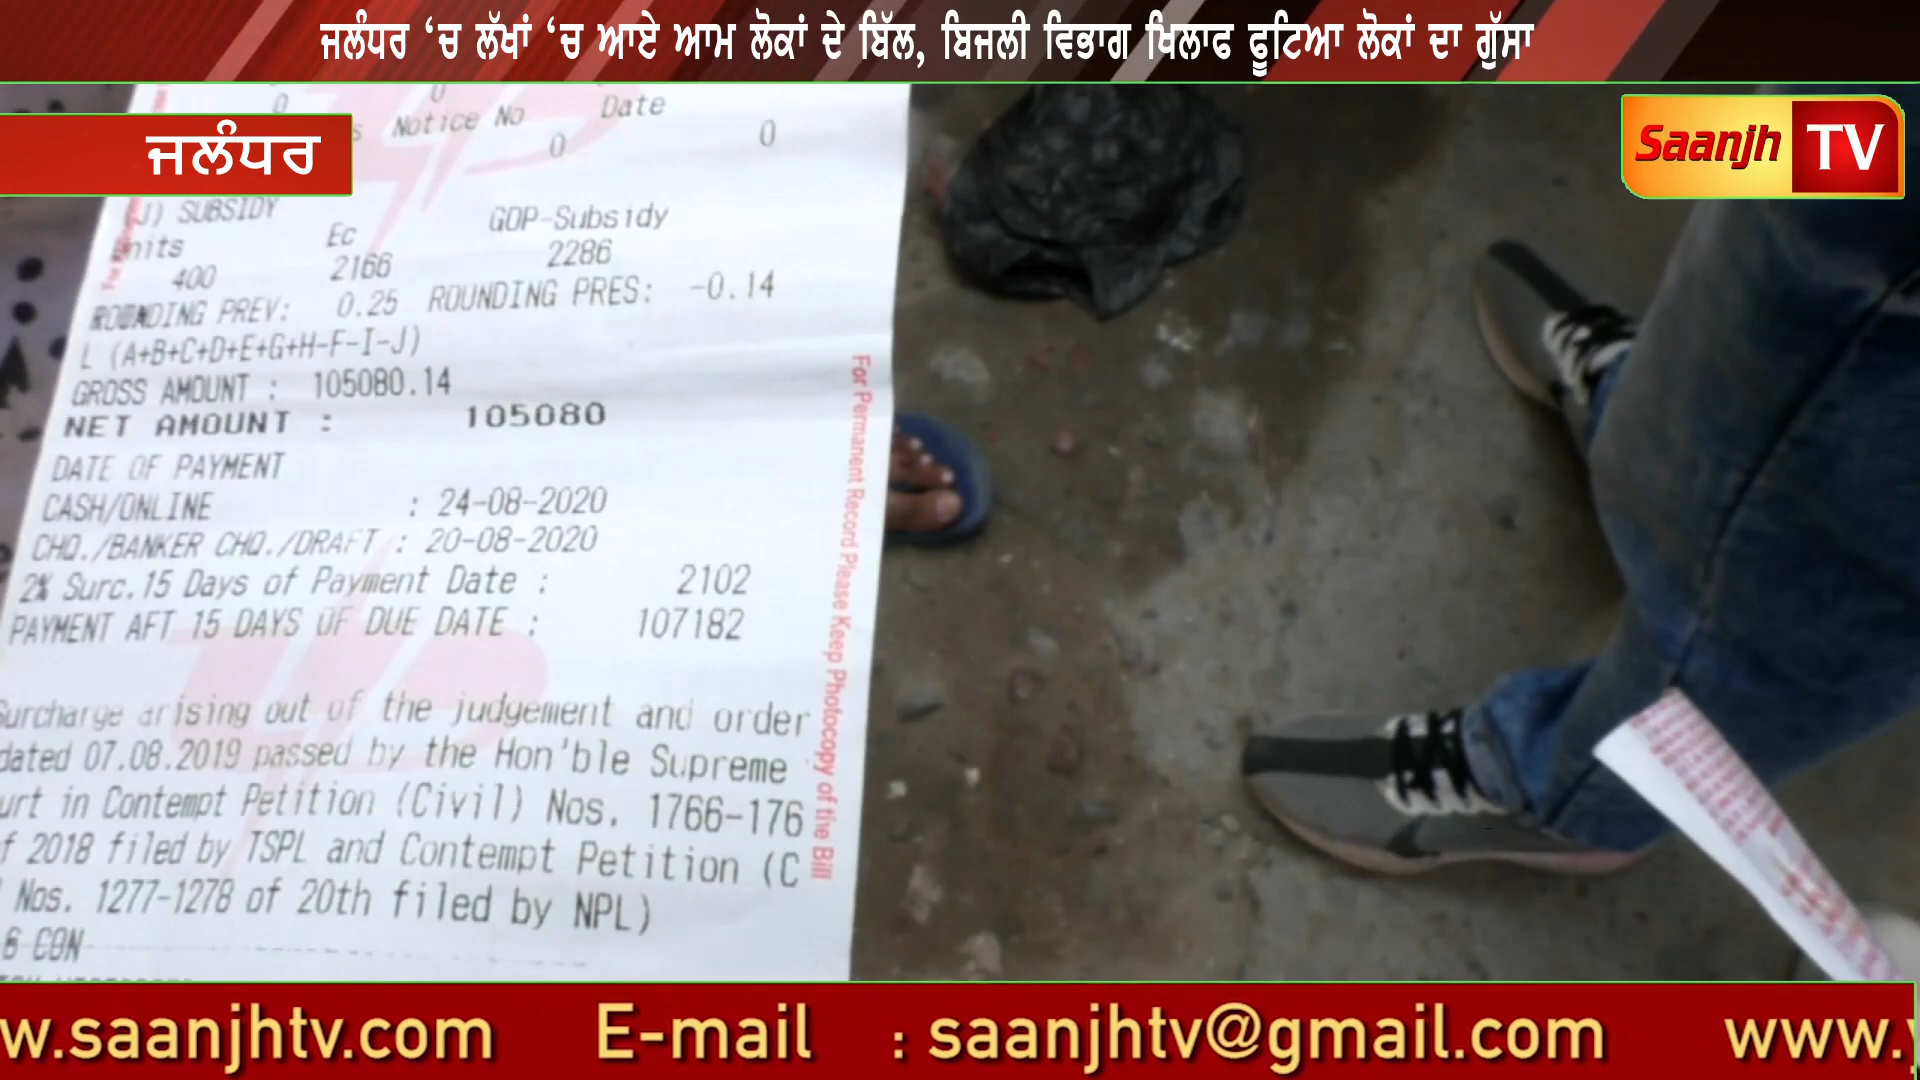 ਜਲੰਧਰ ‘ਚ ਲੱਖਾਂ ‘ਚ ਆਏ ਆਮ ਲੋਕਾਂ ਦੇ ਬਿੱਲ, ਬਿਜਲੀ ਵਿਭਾਗ ਖਿਲਾਫ ਫੂਟਿਆ ਲੋਕਾਂ ਦਾ ਗੁੱਸਾ
ਜਲੰਧਰ
Saanjh TV
0 0
Notice No Date
0 0
J) SUBSIDY
Units Ec GOP-Subsidy
400 2166 2286
ROUNDING PREV: 0.25 ROUNDING PRES: -0.14
L (A+B+C+D+E+G+H-F-I-J)
GROSS AMOUNT : 105080.14
NET AMOUNT : 105080
DATE OF PAYMENT
CASH/ONLINE : 24-08-2020
CHQ./BANKER CHQ./DRAFT : 20-08-2020
2% Surc.15 Days of Payment Date : 2102
PAYMENT AFT 15 DAYS OF DUE DATE : 107182
Surcharge arising out of the judgement and order
dated 07.08.2019 passed by the Hon'ble Supreme
urt in Contempt Petition (Civil) Nos. 1766-176
f 2018 filed by TSPL and Contempt Petition (C
Nos. 1277-1278 of 20th filed by NPL)
For Permanent Record Please Keep Photocopy of the Bill
w.saanjhtv.com E-mail : saanjhtv@gmail.com www.